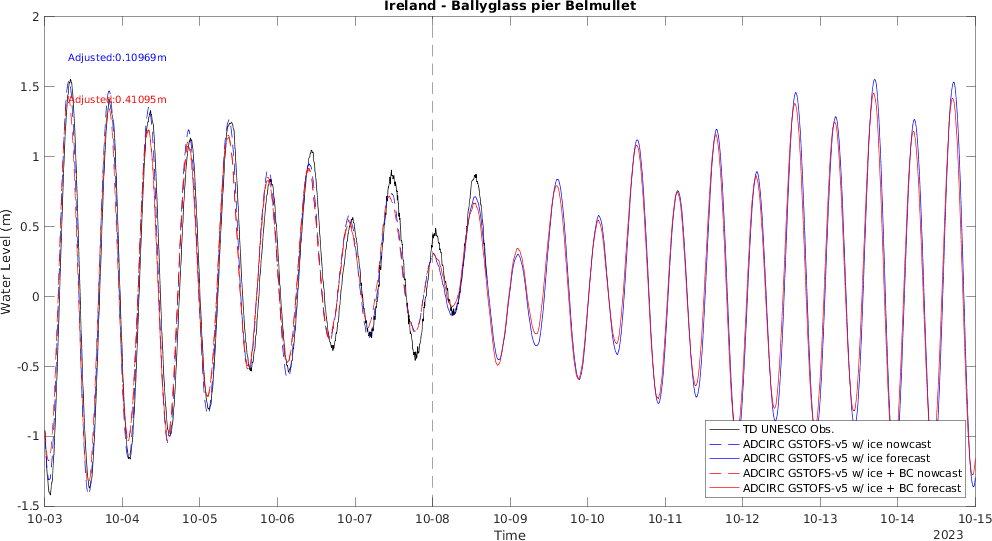 Ireland - Ballyglass pier Belmullet
2
1.5
1
0.5
0
-0.5
-1
-1.5
Water Level (m)
Adjusted:0.10969m
Adjusted:0.41095m
TD UNESCO Obs.
ADCIRC GSTOFS-v5 w/ ice nowcast
ADCIRC GSTOFS-v5 w/ ice forecast
ADCIRC GSTOFS-v5 w/ ice + BC nowcast
ADCIRC GSTOFS-v5 w/ ice + BC forecast
10-03 10-04 10-05 10-06 10-07 10-08 10-09 10-10 10-11 10-12 10-13 10-14 10-15
Time
2023